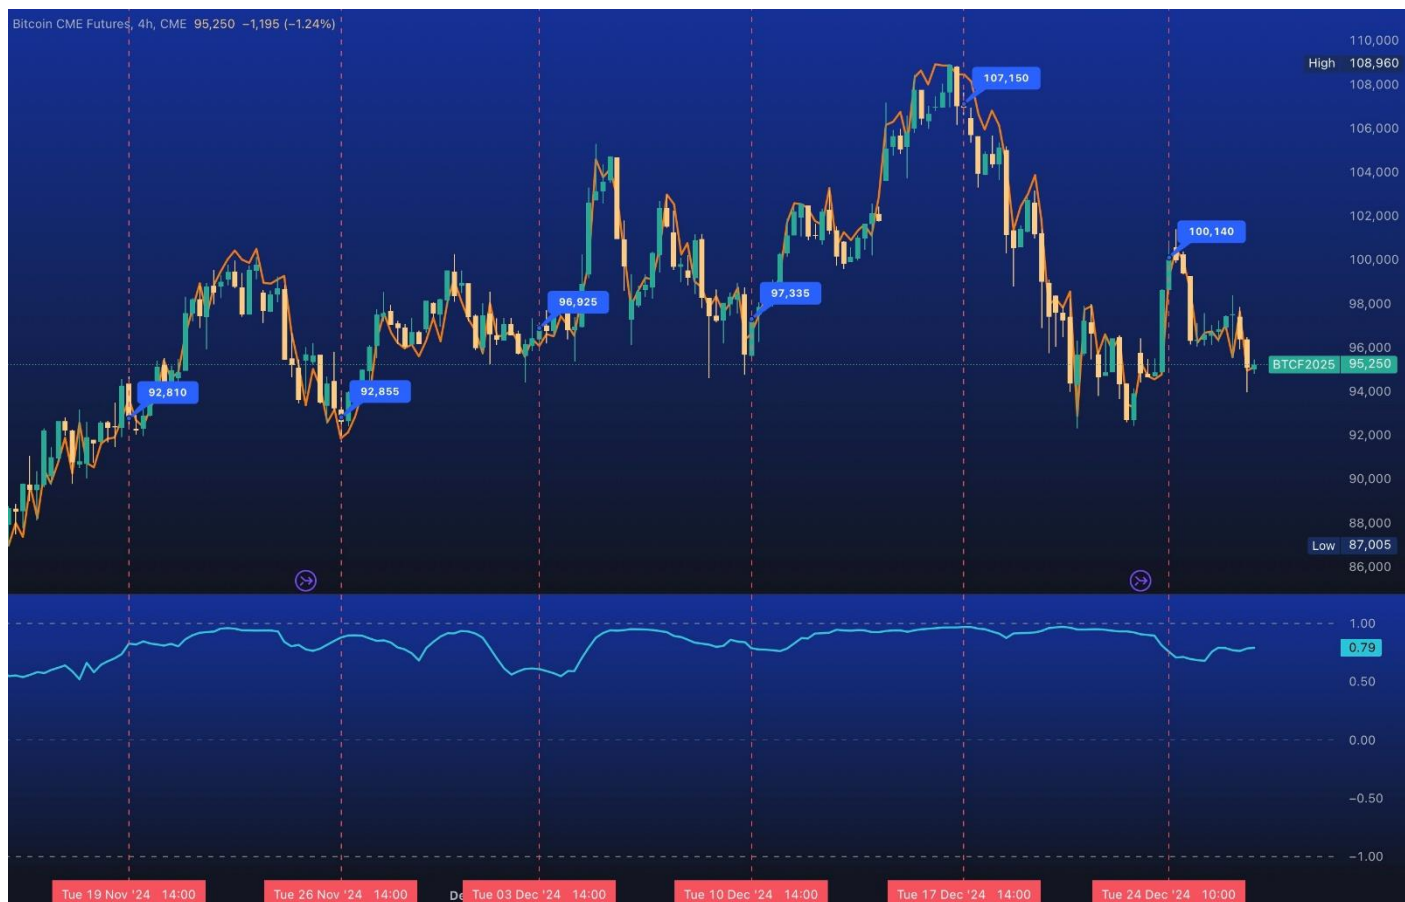 Bitcoin CME Futures, 4h, CME 95,250 −1,195 (−1.24%)
110,000
High 108,960
108,000
107,150
106,000
104,000
102,000
100,140
100,000
98,000
97,335
96,925
96,000
BTCF2025 95,250
94,000
92,810
92,855
92,000
90,000
88,000
Low 87,005
86,000
1.00
0.79
0.50
0.00
−0.50
−1.00
Tue 19 Nov '24 14:00
Tue 26 Nov '24 14:00
De
Tue 03 Dec '24 14:00
Tue 10 Dec '24 14:00
Tue 17 Dec '24 14:00
Tue 24 Dec '24 10:00